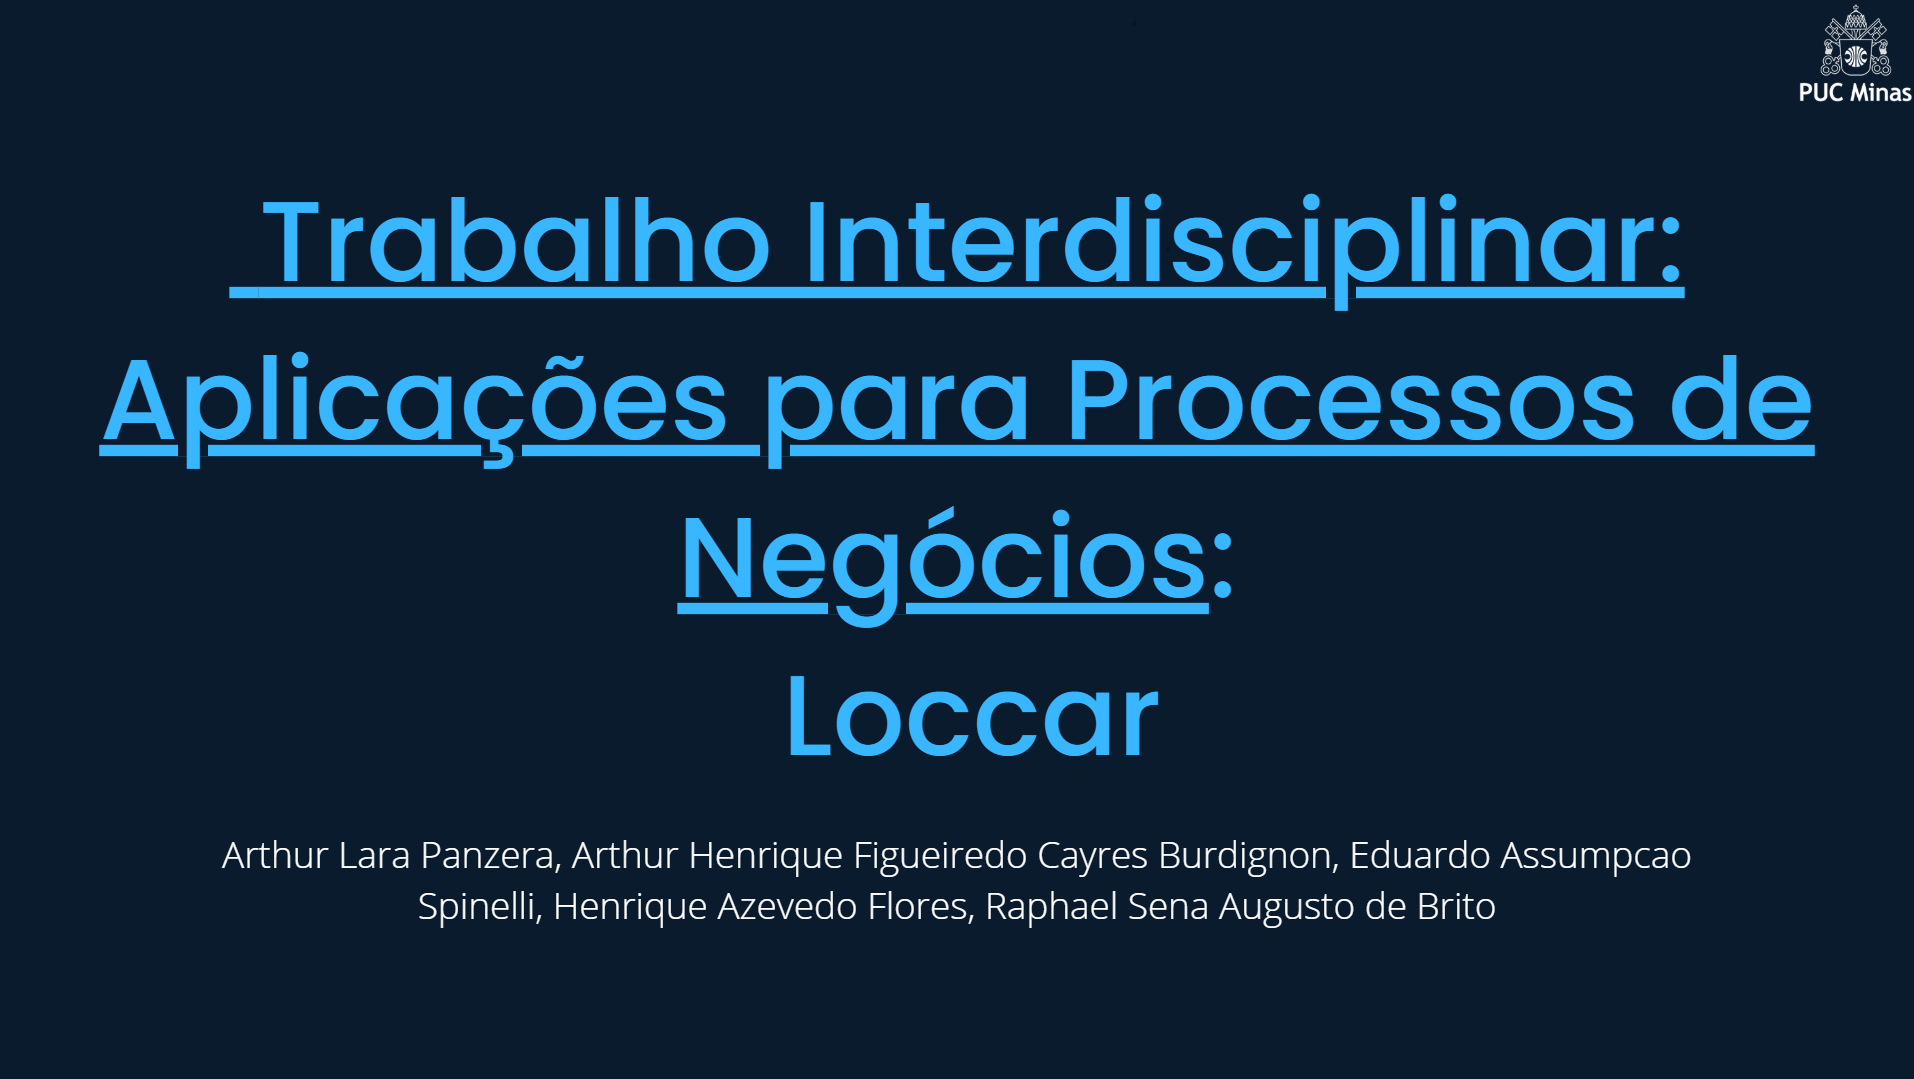 PUC Minas
Trabalho Interdisciplinar:
Aplicações para Processos de
Negócios:
Loccar
Arthur Lara Panzera, Arthur Henrique Figueiredo Cayres Burdignon, Eduardo Assumpcao
Spinelli, Henrique Azevedo Flores, Raphael Sena Augusto de Brito